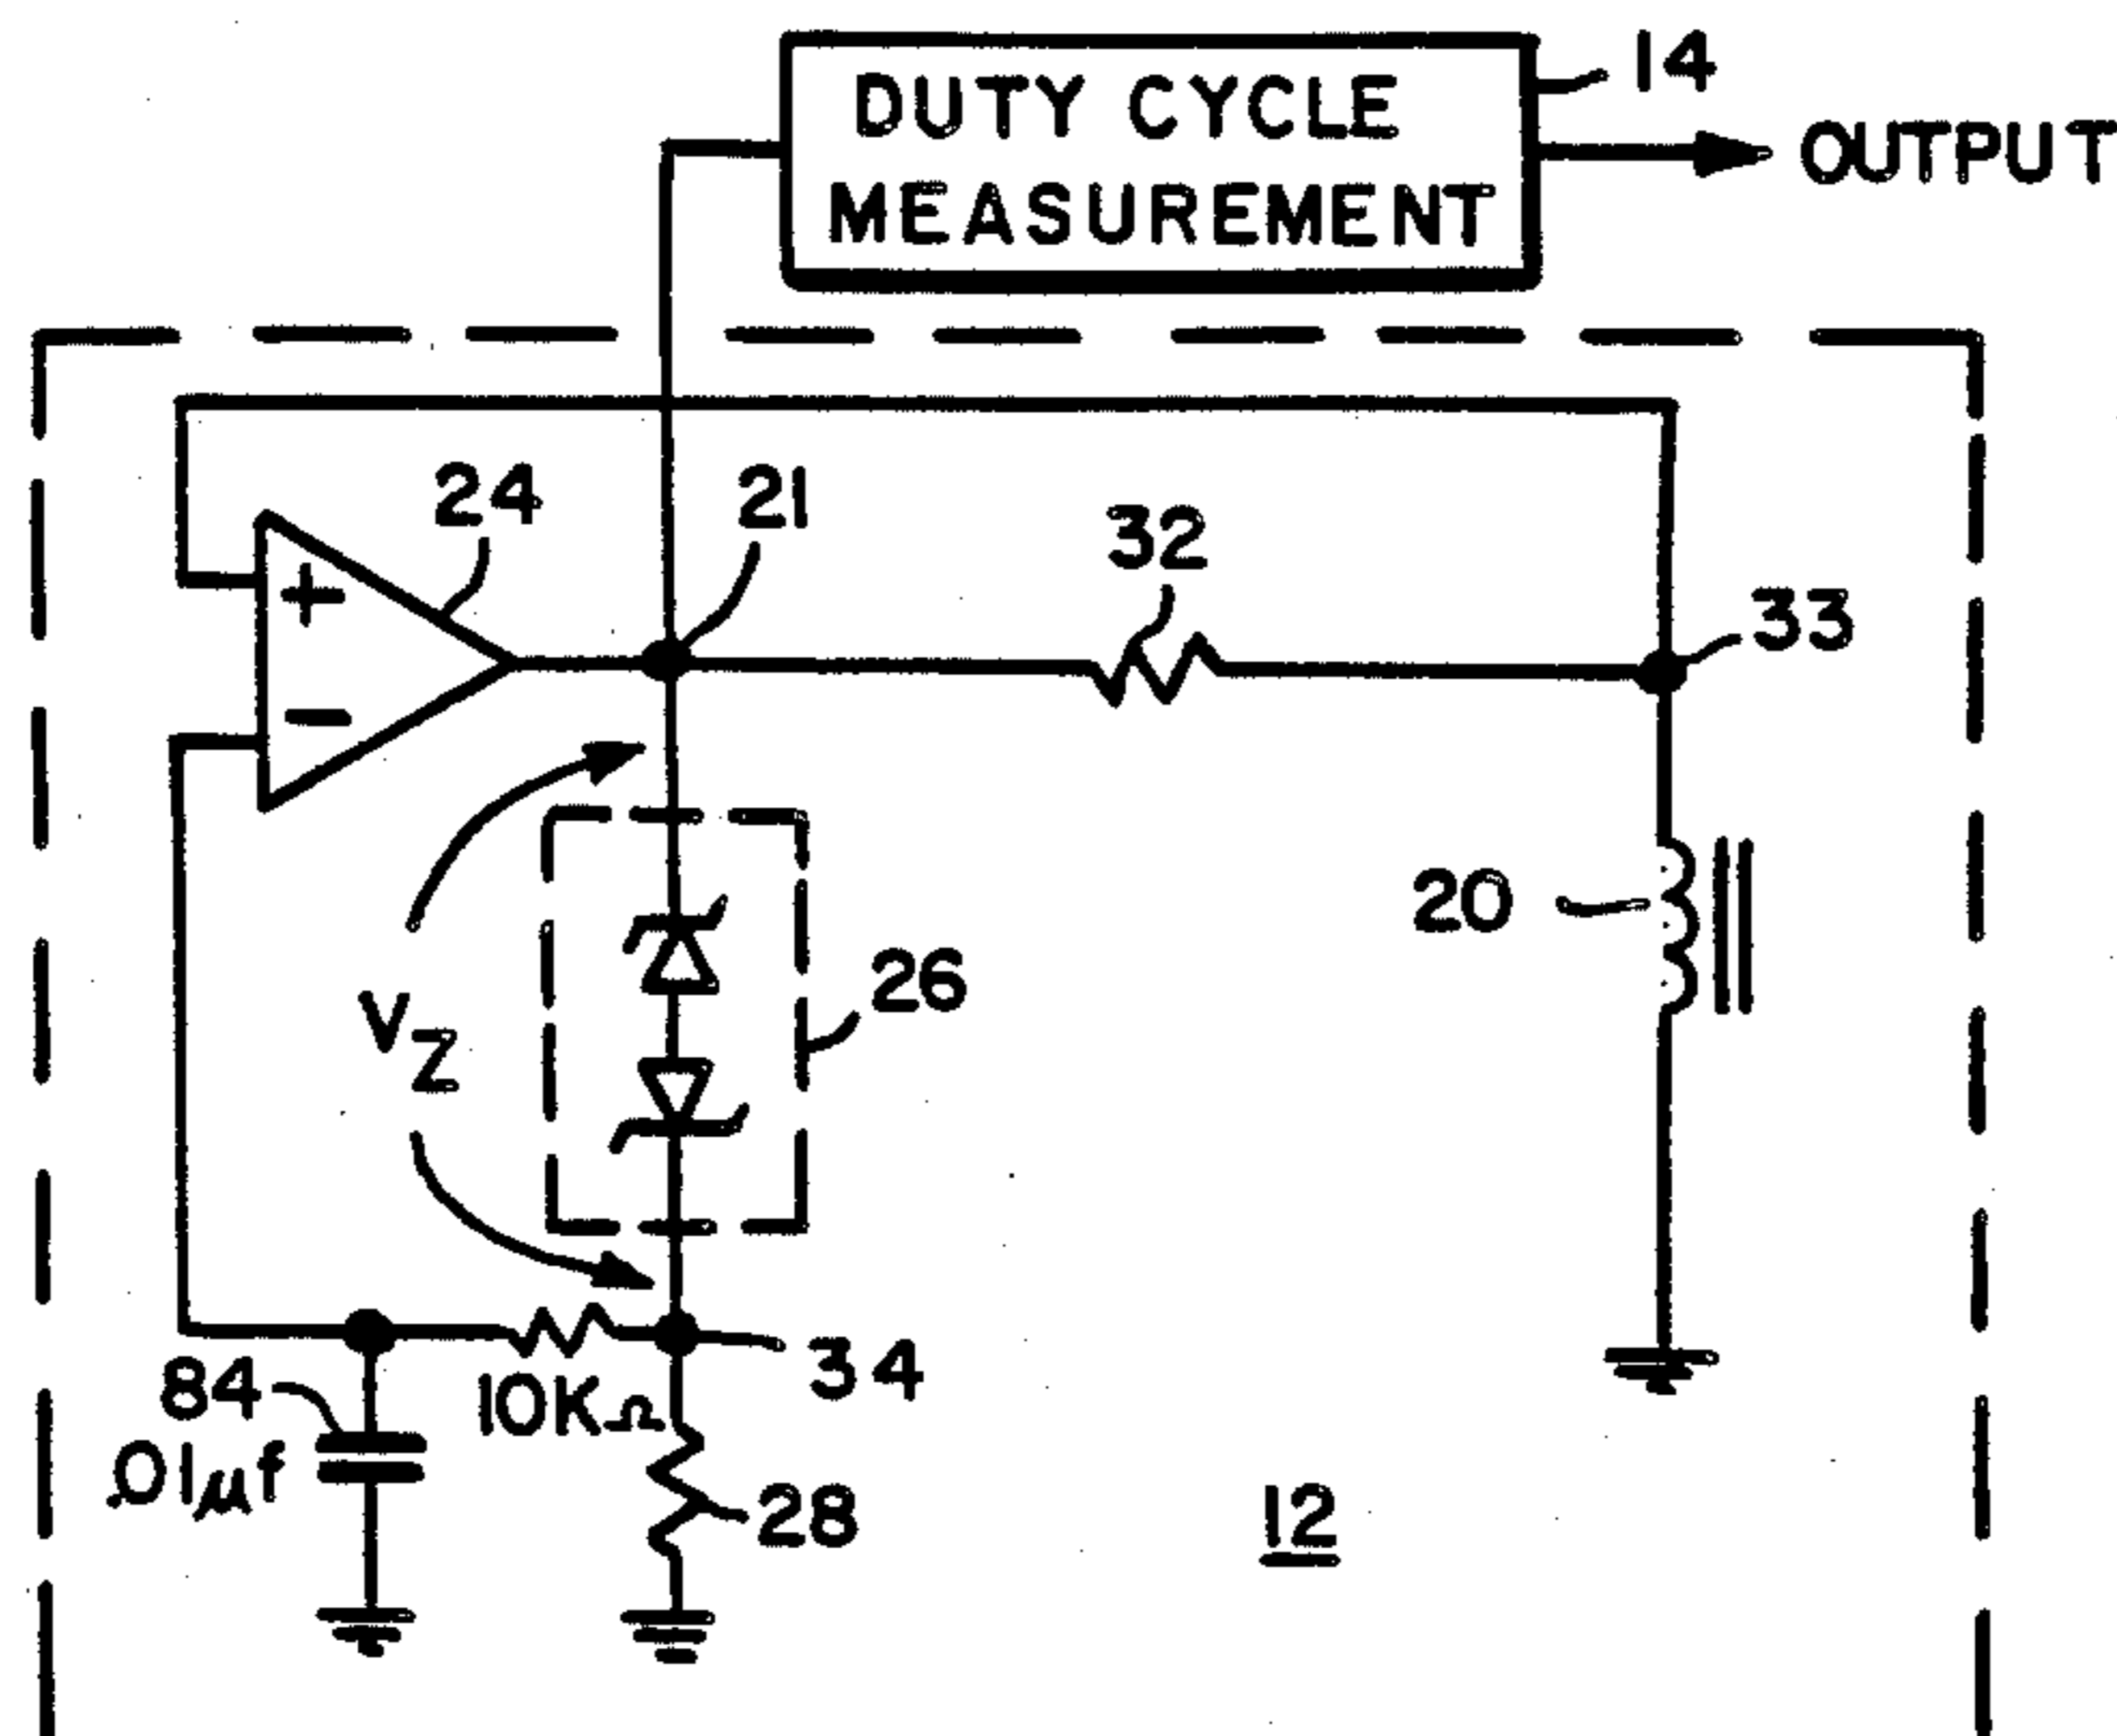 DUTY CYCLE
MEASUREMENT
14
OUTPUT
24
21
32
33
+
−
20
26
VZ
34
84
10KΩ
.01µf
28
12